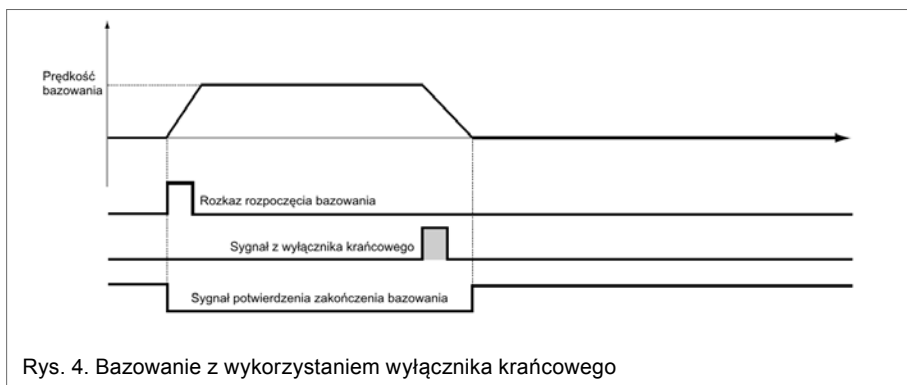 Prędkość
bazowania
Rozkaz rozpoczęcia bazowania
Sygnał z wyłącznika krańcowego
Sygnał potwierdzenia zakończenia bazowania
Rys. 4. Bazowanie z wykorzystaniem wyłącznika krańcowego